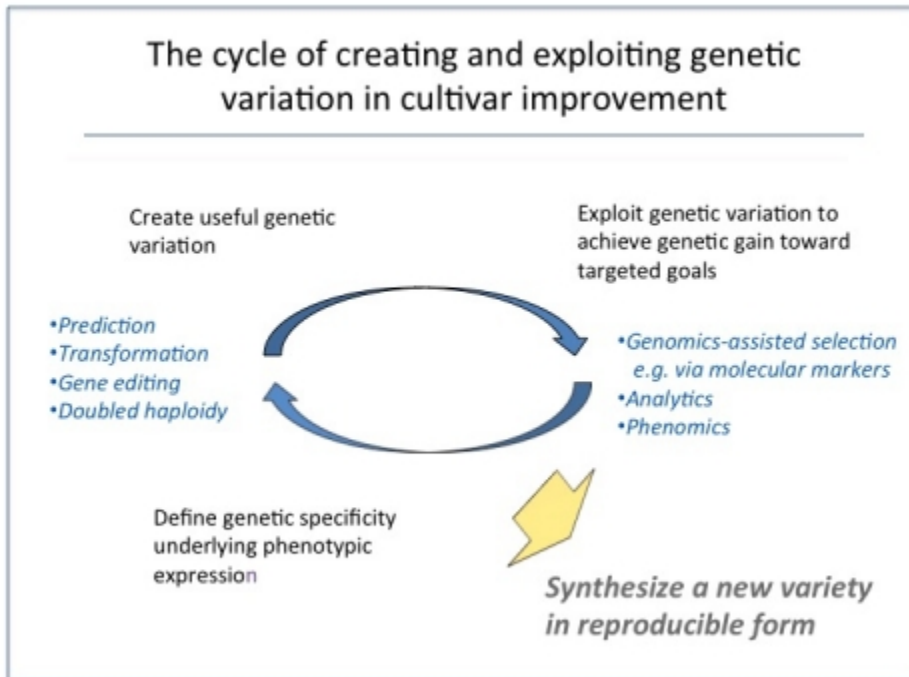 The cycle of creating and exploiting genetic
variation in cultivar improvement
Create useful genetic
variation
Exploit genetic variation to
achieve genetic gain toward
targeted goals
•Prediction
•Transformation
•Gene editing
•Doubled haploidy
•Genomics-assisted selection
e.g. via molecular markers
•Analytics
•Phenomics
Define genetic specificity
underlying phenotypic
expression
Synthesize a new variety
in reproducible form